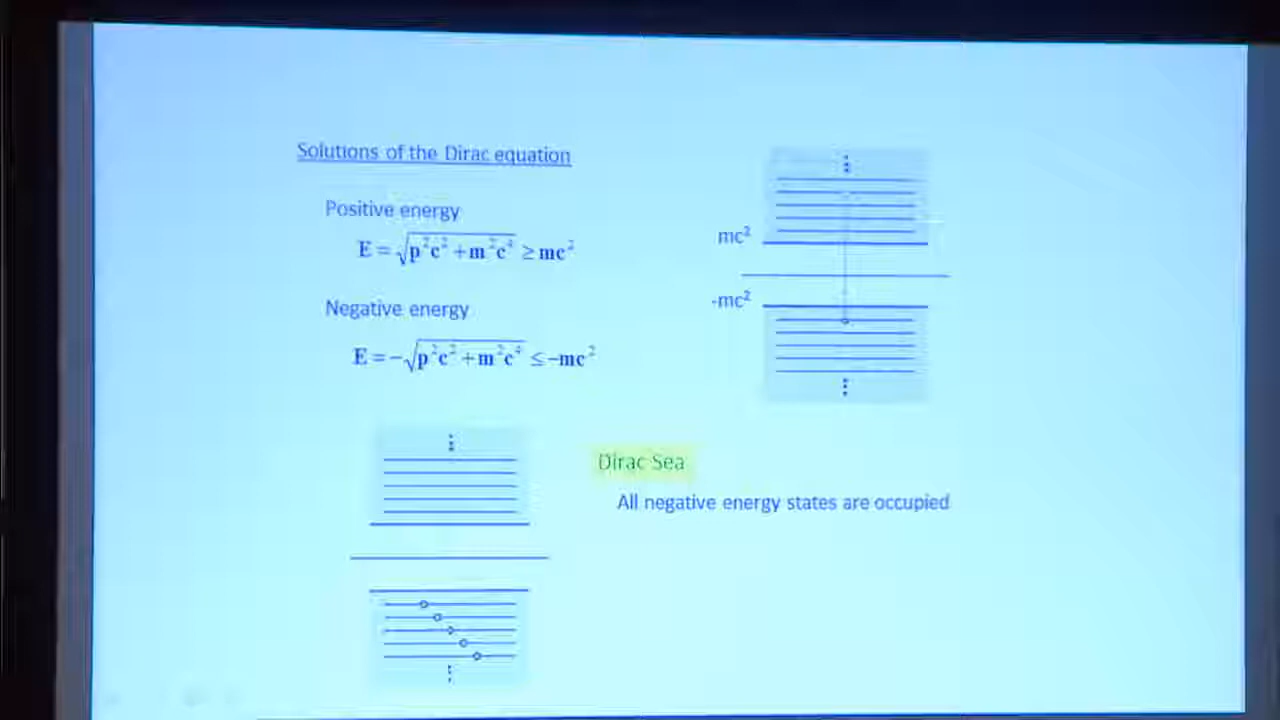 Solutions of the Dirac equation
Positive energy
E = √p²c² + m²c⁴ ≥ mc²
Negative energy
E = −√p²c² + m²c⁴ ≤ −mc²
mc²
-mc²
Dirac Sea
All negative energy states are occupied